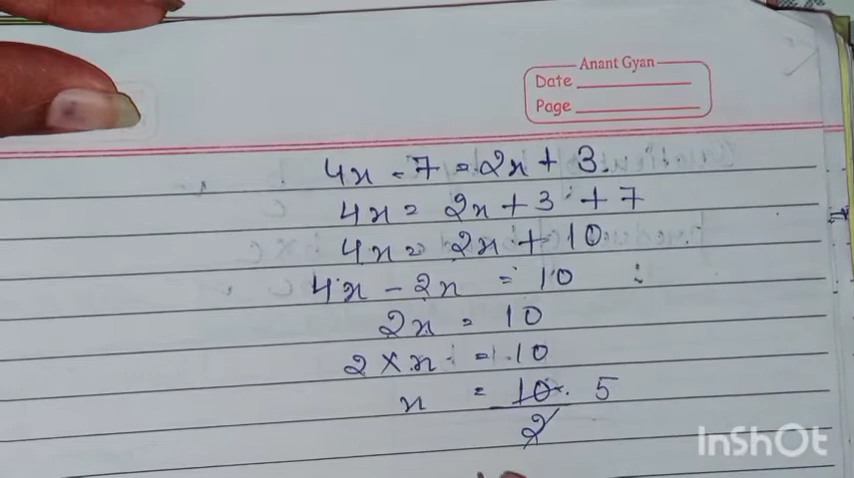 Anant Gyan
Date
Page
4x - 7 = 2x + 3
4x = 2x + 3 + 7
4x = 2x + 10
4x - 2x = 10
2x = 10
2 × x = 10
x = 10 5
2
InShOt